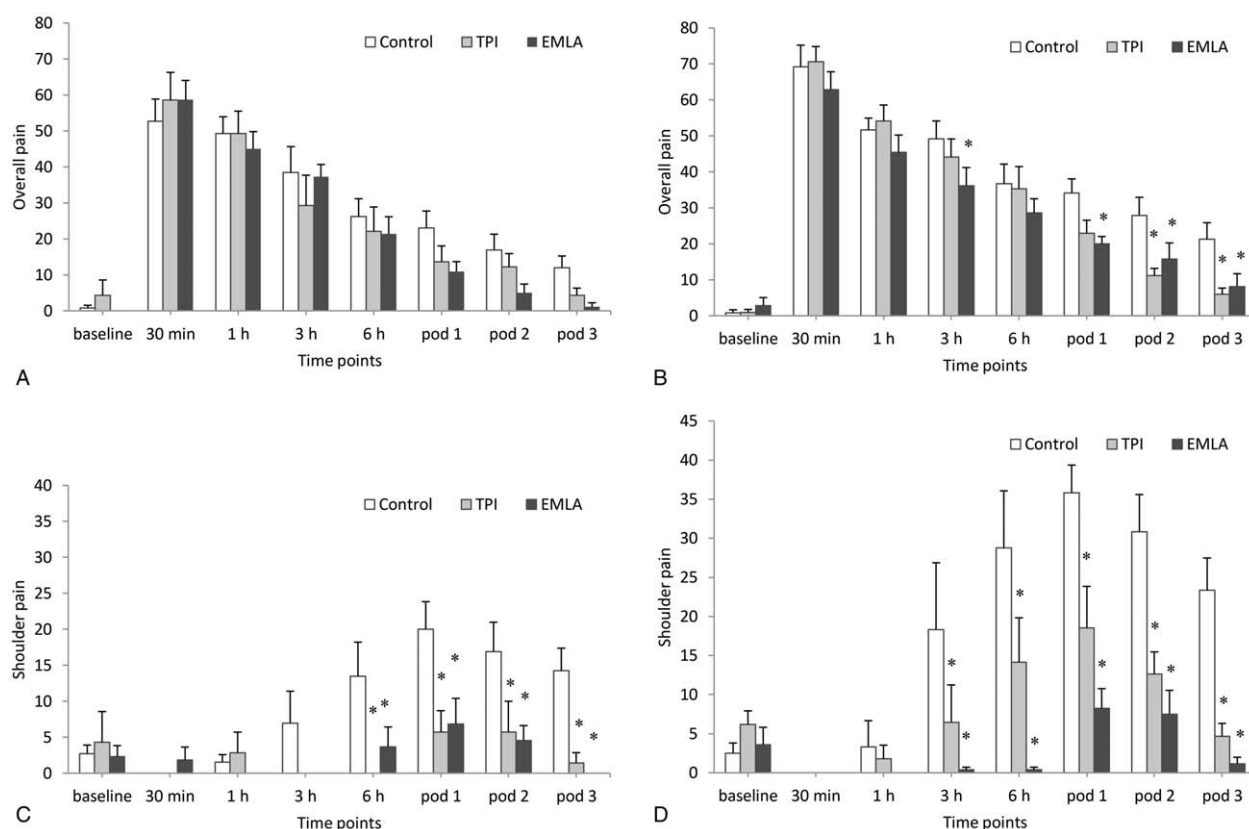 80
70
60
50
40
30
20
10
0
Overall pain
Control TPI EMLA
baseline 30 min 1 h 3 h 6 h pod 1 pod 2 pod 3
Time points
A
80
70
60
50
40
30
20
10
0
Overall pain
Control TPI EMLA
*
*
* *
* *
baseline 30 min 1 h 3 h 6 h pod 1 pod 2 pod 3
Time points
B
40
35
30
25
20
15
10
5
0
Shoulder pain
Control TPI EMLA
* *
* *
* *
* *
baseline 30 min 1 h 3 h 6 h pod 1 pod 2 pod 3
Time points
C
45
40
35
30
25
20
15
10
5
0
Shoulder pain
Control TPI EMLA
* *
* *
* *
* *
* *
baseline 30 min 1 h 3 h 6 h pod 1 pod 2 pod 3
Time points
D